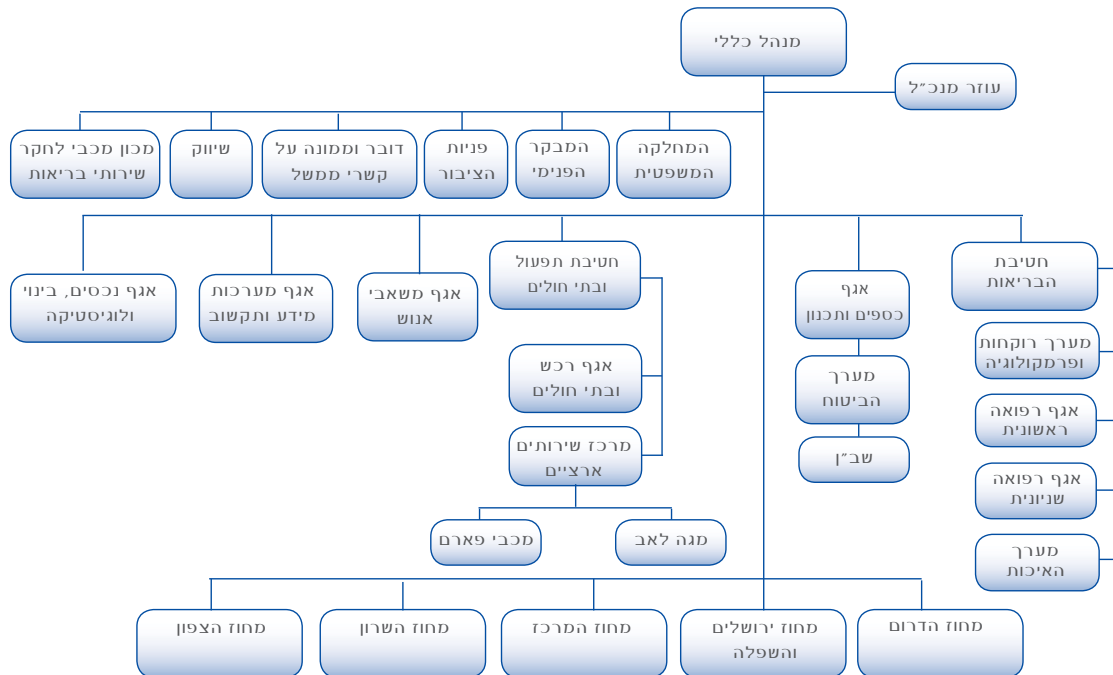 מנהל כללי
עוזר מנכ״ל
המחלקה
המשפטית
המבקר
הפנימי
פניות
הציבור
דובר וממונה על
קשרי ממשל
שיווק
מכון מכבי לחקר
שירותי בריאות
חטיבת
הבריאות
מערך רוקחות
ופרמקולוגיה
אגף רפואה
ראשונית
אגף רפואה
שניונית
מערך
האיכות
אגף
כספים ותכנון
מערך
הביטוח
שב״ן
חטיבת תפעול
ובתי חולים
אגף רכש
ובתי חולים
מרכז שירותים
ארציים
מגה לאב
מכבי פארם
אגף משאבי
אנוש
אגף מערכות
מידע ותקשוב
אגף נכסים, בינוי
ולוגיסטיקה
מחוז הדרום
מחוז ירושלים
והשפלה
מחוז המרכז
מחוז השרון
מחוז הצפון